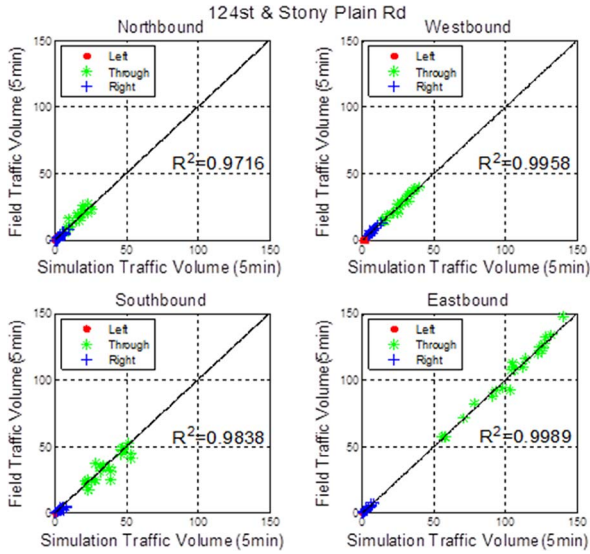 124st & Stony Plain Rd
Northbound
Field Traffic Volume (5min)
150
100
50
0
Left
Through
Right
R²=0.9716
0 50 100 150
Simulation Traffic Volume (5min)
Westbound
Field Traffic Volume (5min)
150
100
50
0
Left
Through
Right
R²=0.9958
0 50 100 150
Simulation Traffic Volume (5min)
Southbound
Field Traffic Volume (5min)
150
100
50
0
Left
Through
Right
R²=0.9838
0 50 100 150
Simulation Traffic Volume (5min)
Eastbound
Field Traffic Volume (5min)
150
100
50
0
Left
Through
Right
R²=0.9989
0 50 100 150
Simulation Traffic Volume (5min)